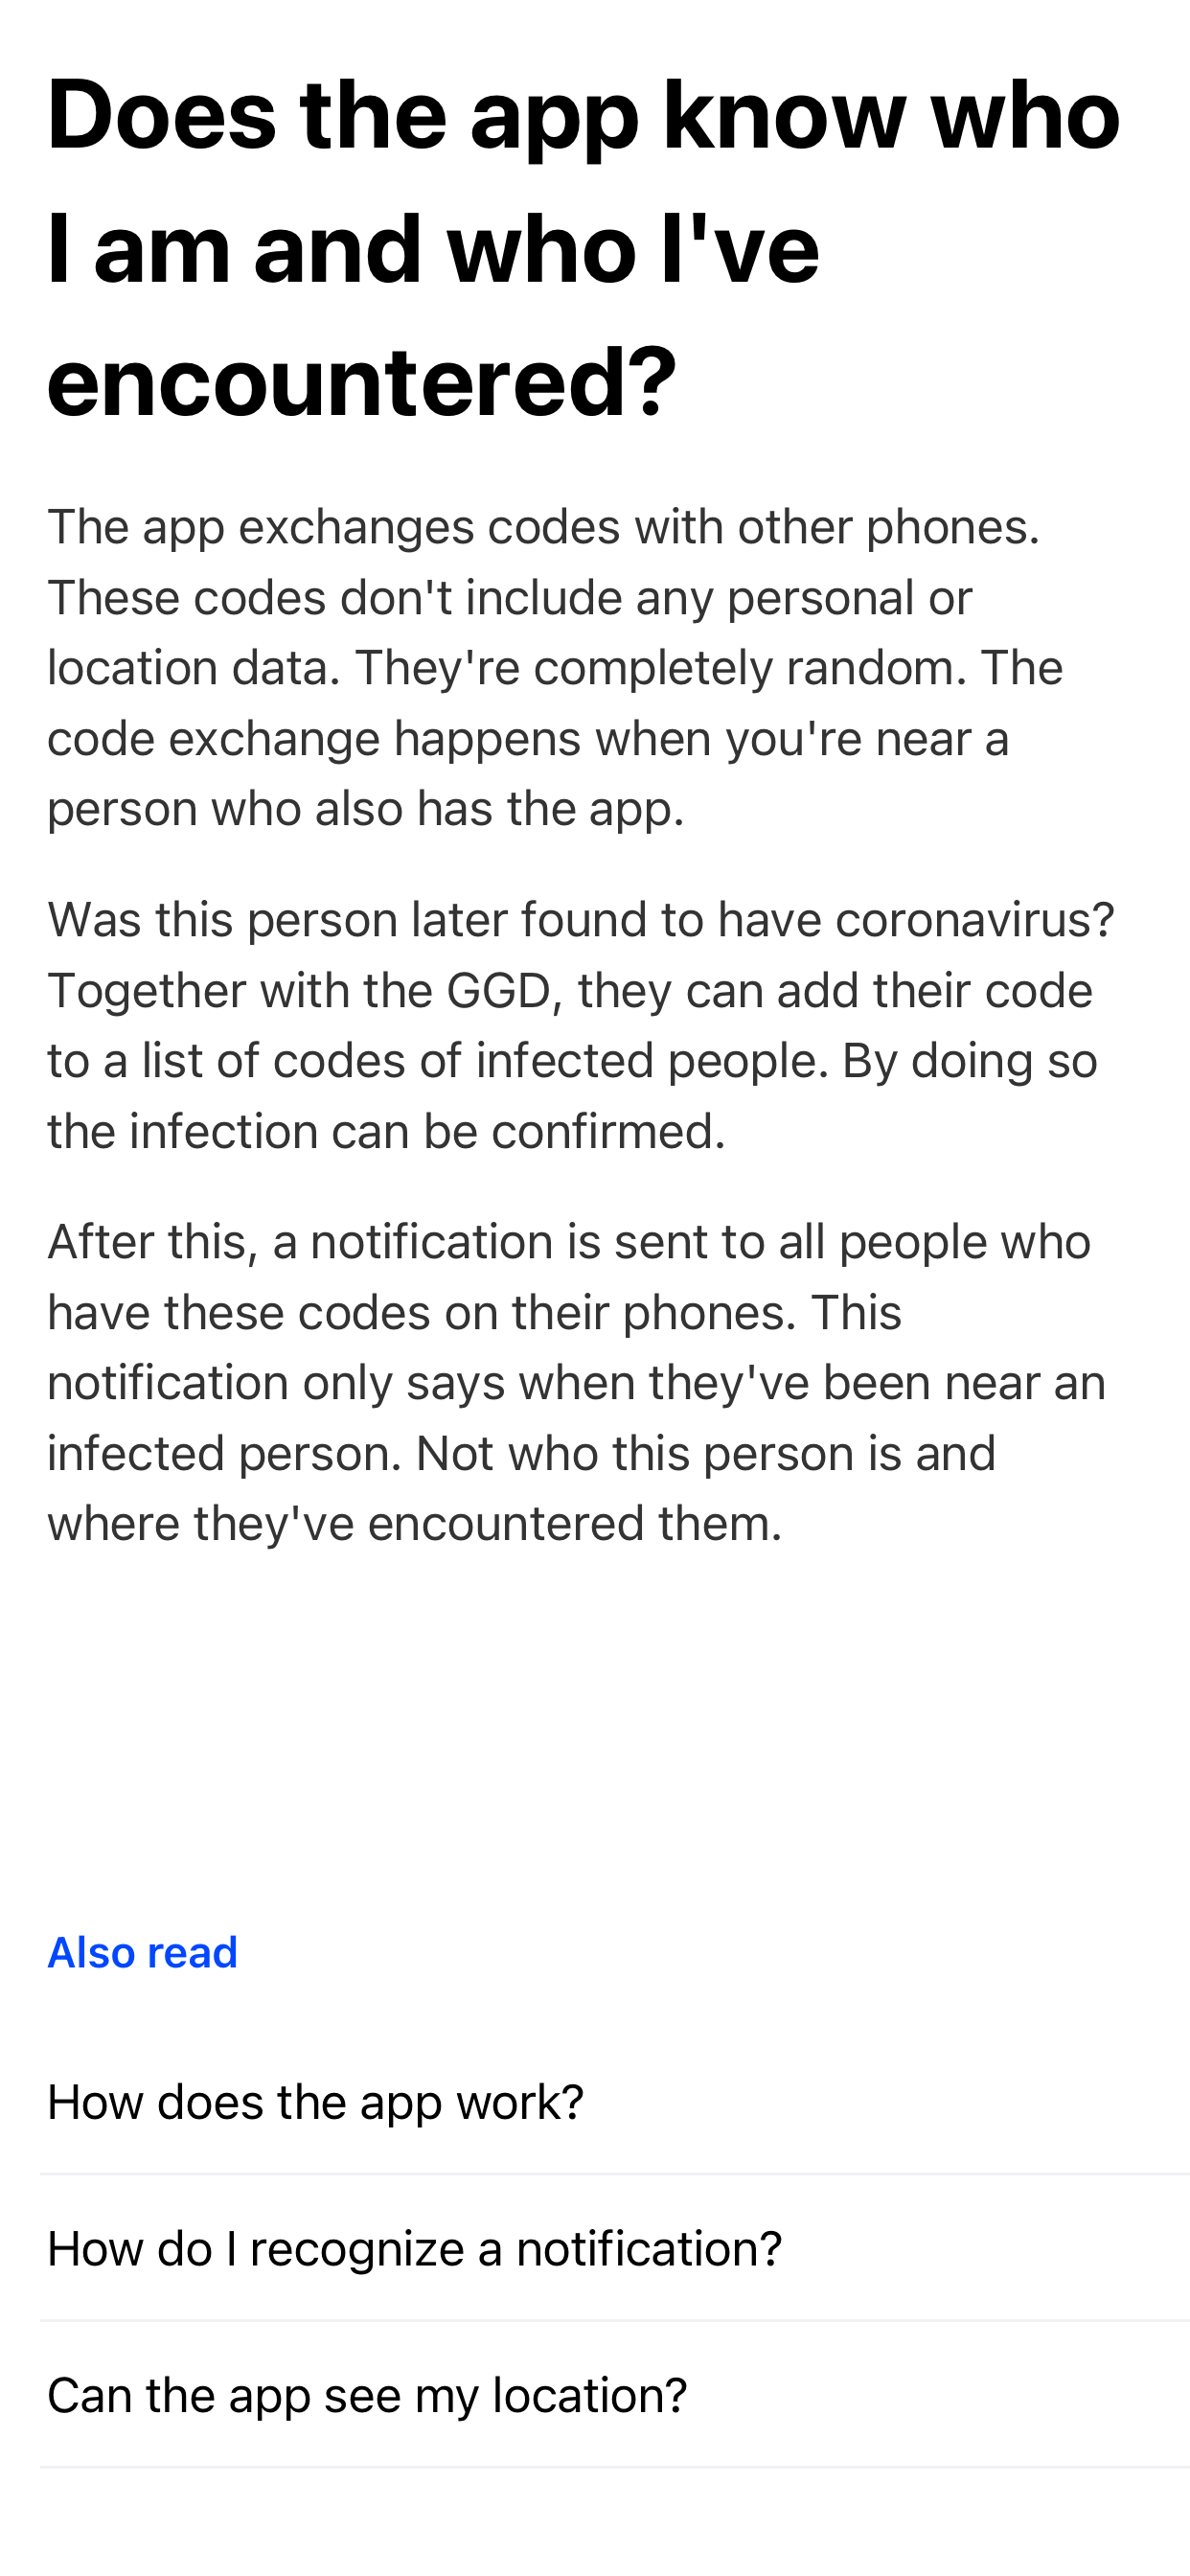 Does the app know who
I am and who I've
encountered?
The app exchanges codes with other phones.
These codes don't include any personal or
location data. They're completely random. The
code exchange happens when you're near a
person who also has the app.
Was this person later found to have coronavirus?
Together with the GGD, they can add their code
to a list of codes of infected people. By doing so
the infection can be confirmed.
After this, a notification is sent to all people who
have these codes on their phones. This
notification only says when they've been near an
infected person. Not who this person is and
where they've encountered them.
Also read
How does the app work?
How do I recognize a notification?
Can the app see my location?